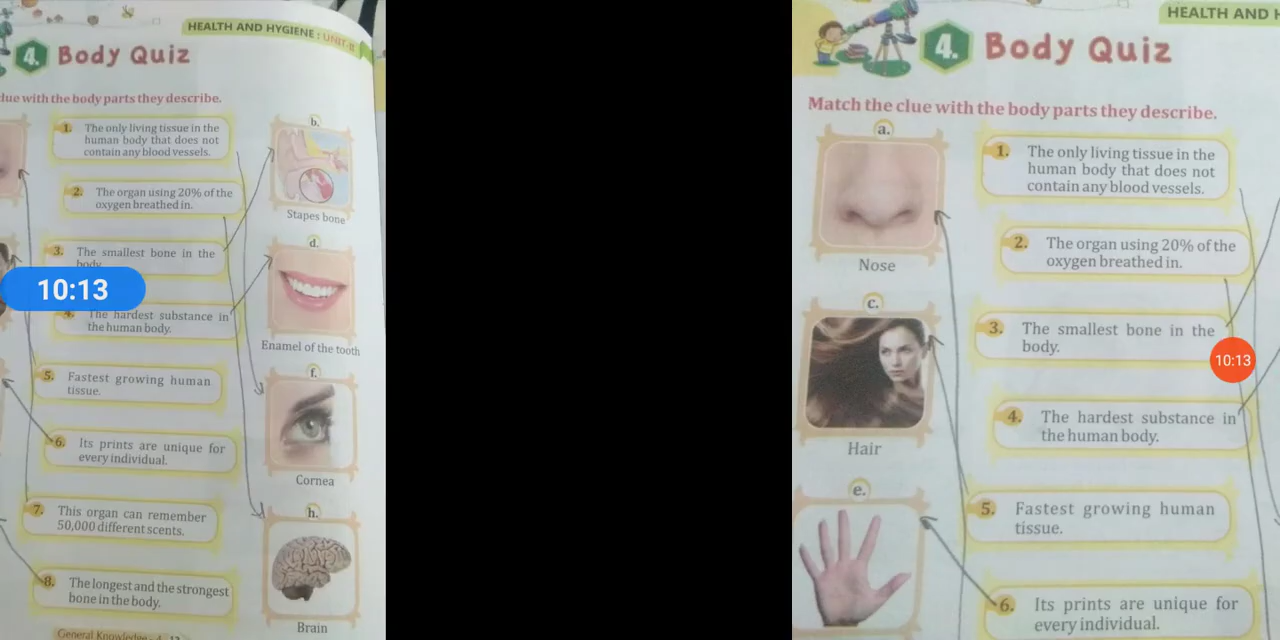 HEALTH AND HYGIENE : UNIT-II
4. Body Quiz
clue with the body parts they describe.
1. The only living tissue in the
human body that does not
contain any blood vessels.
2. The organ using 20% of the
oxygen breathed in.
3. The smallest bone in the
body.
10:13
4. The hardest substance in
the human body.
5. Fastest growing human
tissue.
6. Its prints are unique for
every individual.
7. This organ can remember
50,000 different scents.
8. The longest and the strongest
bone in the body.
General Knowledge - 4
b.
Stapes bone
d.
Enamel of the tooth
f.
Cornea
h.
Brain
HEALTH AND H
4. Body Quiz
Match the clue with the body parts they describe.
a.
Nose
c.
Hair
e.
1. The only living tissue in the
human body that does not
contain any blood vessels.
2. The organ using 20% of the
oxygen breathed in.
3. The smallest bone in the
body.
10:13
4. The hardest substance in
the human body.
5. Fastest growing human
tissue.
6. Its prints are unique for
every individual.